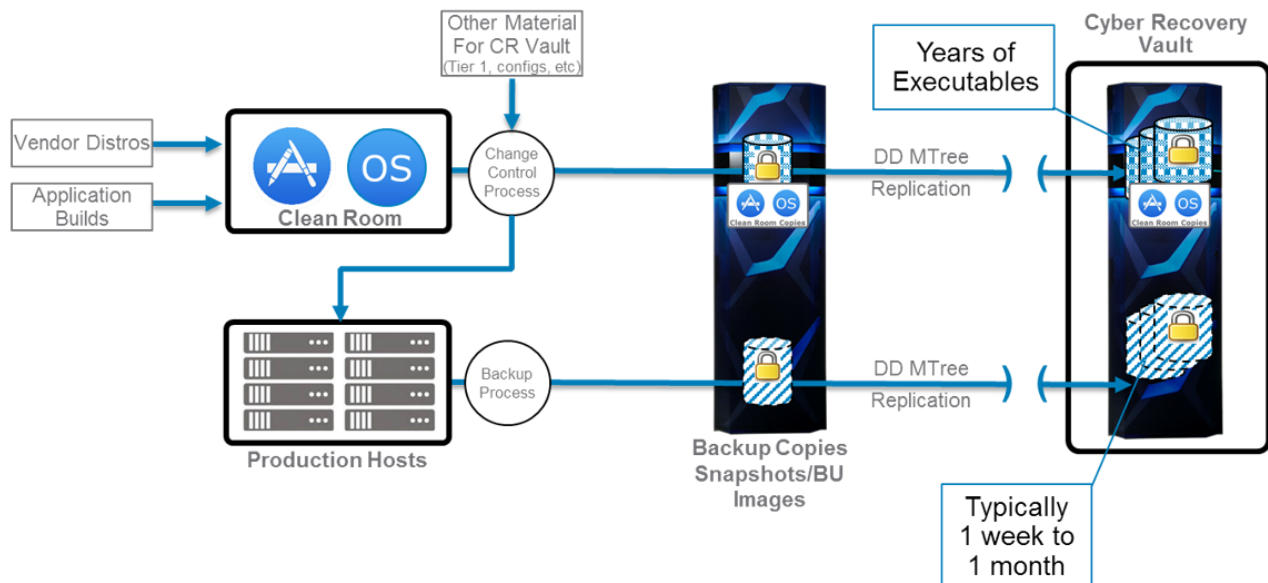 Other Material
For CR Vault
(Tier 1, configs, etc)
Cyber Recovery
Vault
Years of
Executables
Vendor Distros
Application
Builds
OS
Clean Room
Change
Control
Process
DD MTree
Replication
OS
Clean Room Copies
OS
Clean Room Copies
Production Hosts
Backup
Process
DD MTree
Replication
Backup Copies
Snapshots/BU
Images
Typically
1 week to
1 month